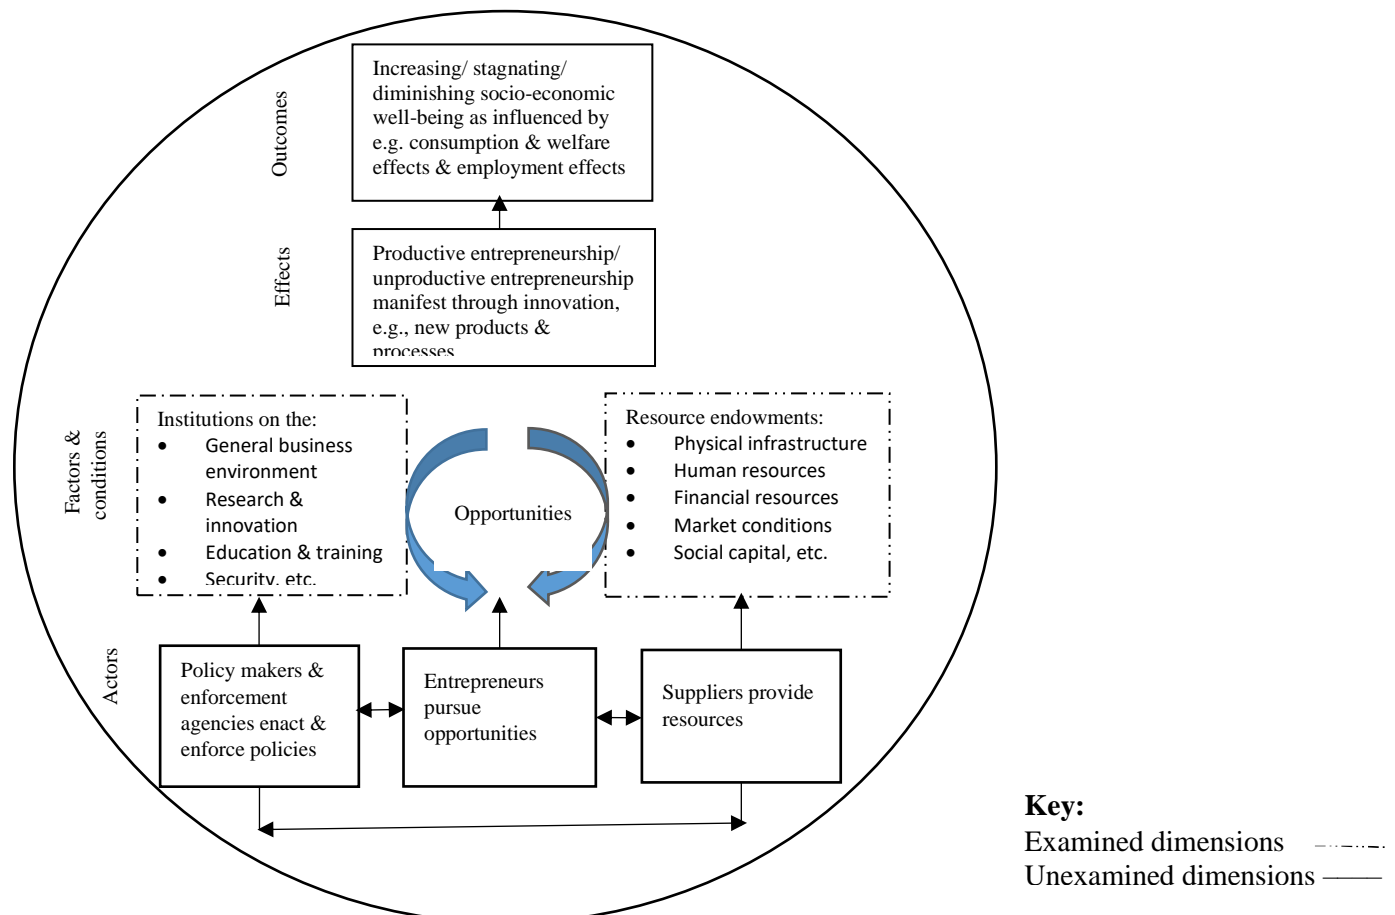 Outcomes
Increasing/ stagnating/
diminishing socio-economic
well-being as influenced by
e.g. consumption & welfare
effects & employment effects
Effects
Productive entrepreneurship/
unproductive entrepreneurship
manifest through innovation,
e.g., new products &
processes
Factors &
conditions
Institutions on the:
• General business
environment
• Research &
innovation
• Education & training
• Security, etc.
Opportunities
Resource endowments:
• Physical infrastructure
• Human resources
• Financial resources
• Market conditions
• Social capital, etc.
Actors
Policy makers &
enforcement
agencies enact &
enforce policies
Entrepreneurs
pursue
opportunities
Suppliers provide
resources
Key:
Examined dimensions
Unexamined dimensions